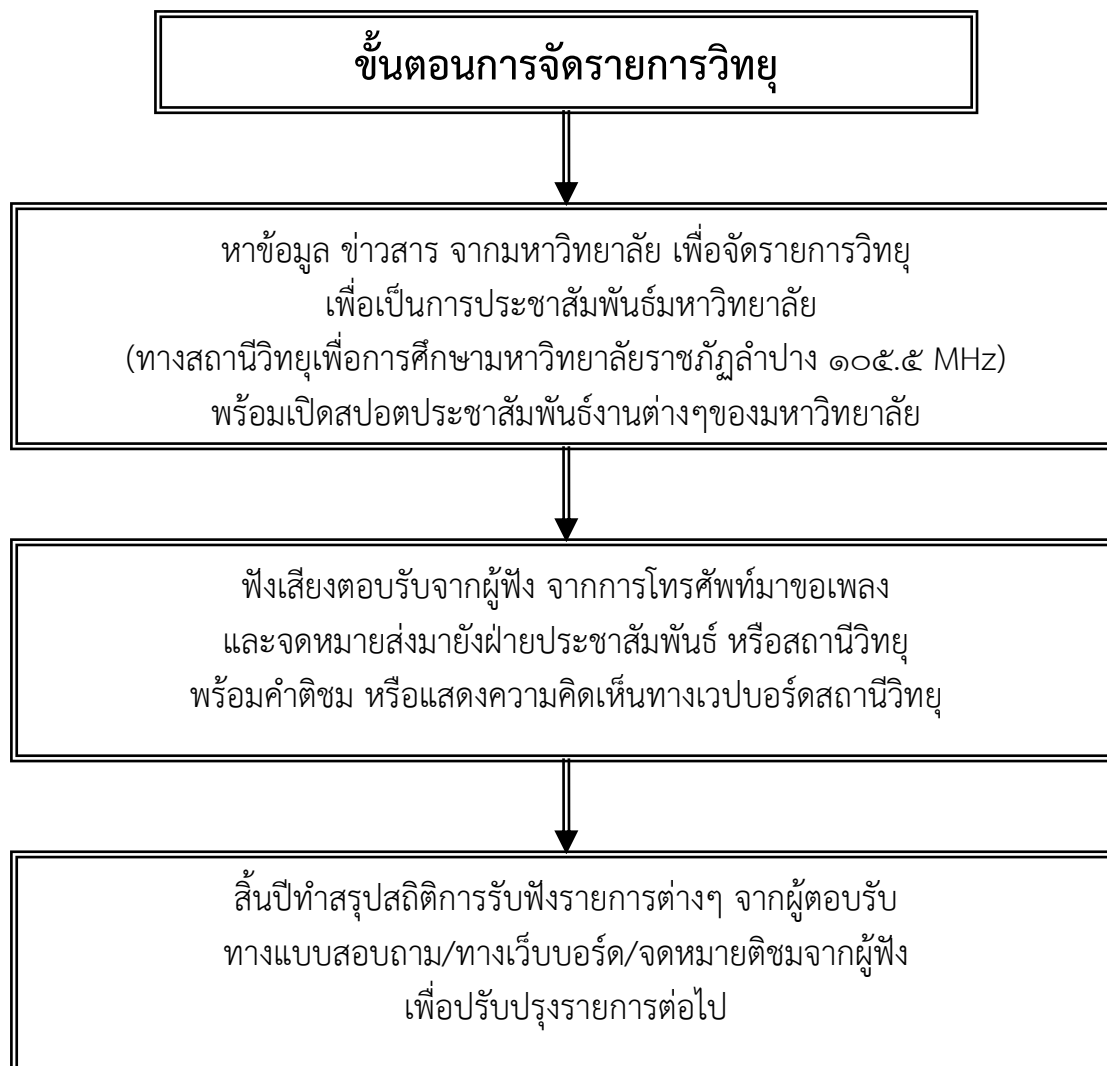 ขั้นตอนการจัดรายการวิทยุ
หาข้อมูล ข่าวสาร จากมหาวิทยาลัย เพื่อจัดรายการวิทยุ
เพื่อเป็นการประชาสัมพันธ์มหาวิทยาลัย
(ทางสถานีวิทยุเพื่อการศึกษามหาวิทยาลัยราชภัฏลำปาง ๑๐๕.๕ MHz)
พร้อมเปิดสปอตประชาสัมพันธ์งานต่างๆของมหาวิทยาลัย
ฟังเสียงตอบรับจากผู้ฟัง จากการโทรศัพท์มาขอเพลง
และจดหมายส่งมายังฝ่ายประชาสัมพันธ์ หรือสถานีวิทยุ
พร้อมคำติชม หรือแสดงความคิดเห็นทางเวปบอร์ดสถานีวิทยุ
สิ้นปีทำสรุปสถิติการรับฟังรายการต่างๆ จากผู้ตอบรับ
ทางแบบสอบถาม/ทางเว็บบอร์ด/จดหมายติชมจากผู้ฟัง
เพื่อปรับปรุงรายการต่อไป